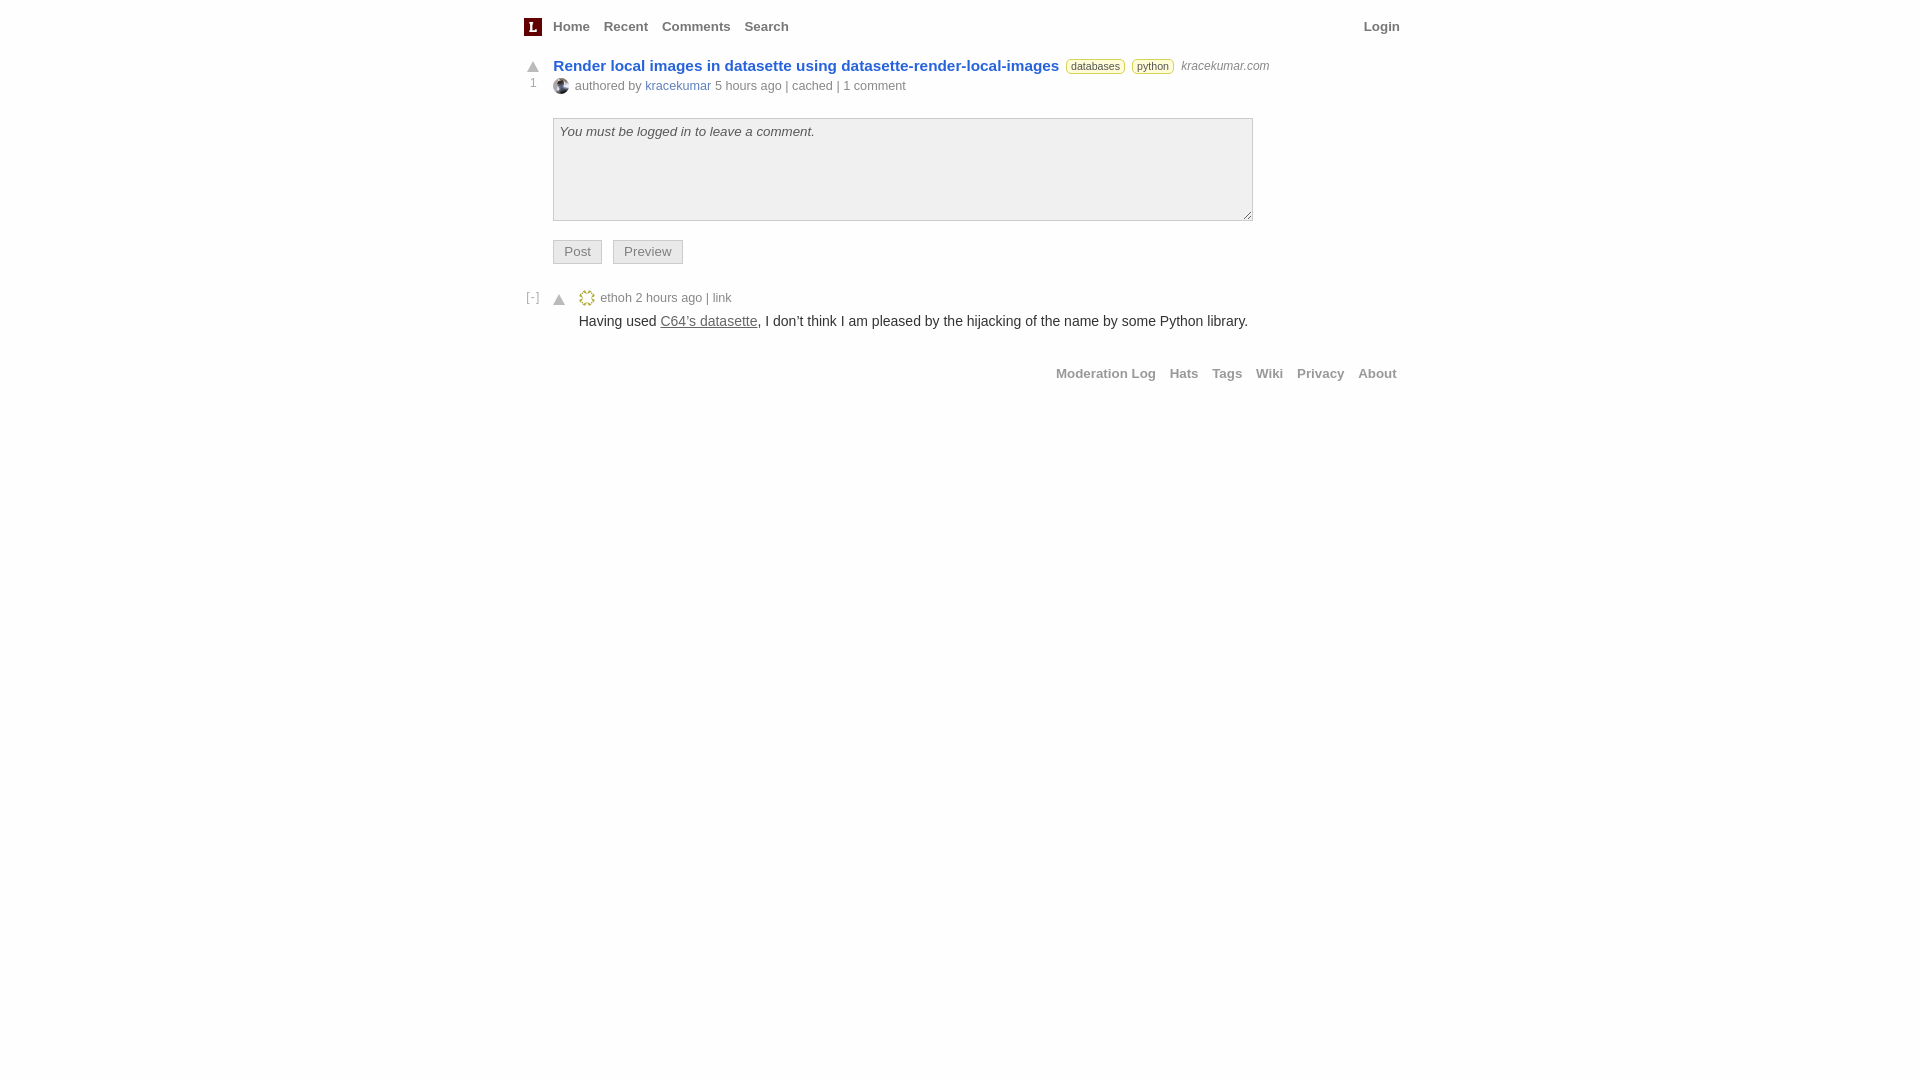 L Home Recent Comments Search Login
Render local images in datasette using datasette-render-local-images databases python kracekumar.com
1 authored by kracekumar 5 hours ago | cached | 1 comment
You must be logged in to leave a comment.
Post Preview
[-] ethoh 2 hours ago | link
Having used C64’s datasette, I don’t think I am pleased by the hijacking of the name by some Python library.
Moderation Log Hats Tags Wiki Privacy About